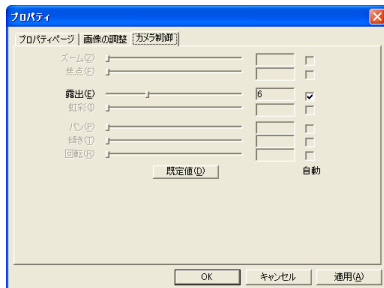 プロパティ
プロパティページ 画像の調整 カメラ制御
ズーム(Z)
焦点(F)
露出(E) 6
虹彩(I)
パン(P)
傾き(T)
回転(R)
既定値(D) 自動
OK キャンセル 適用(A)